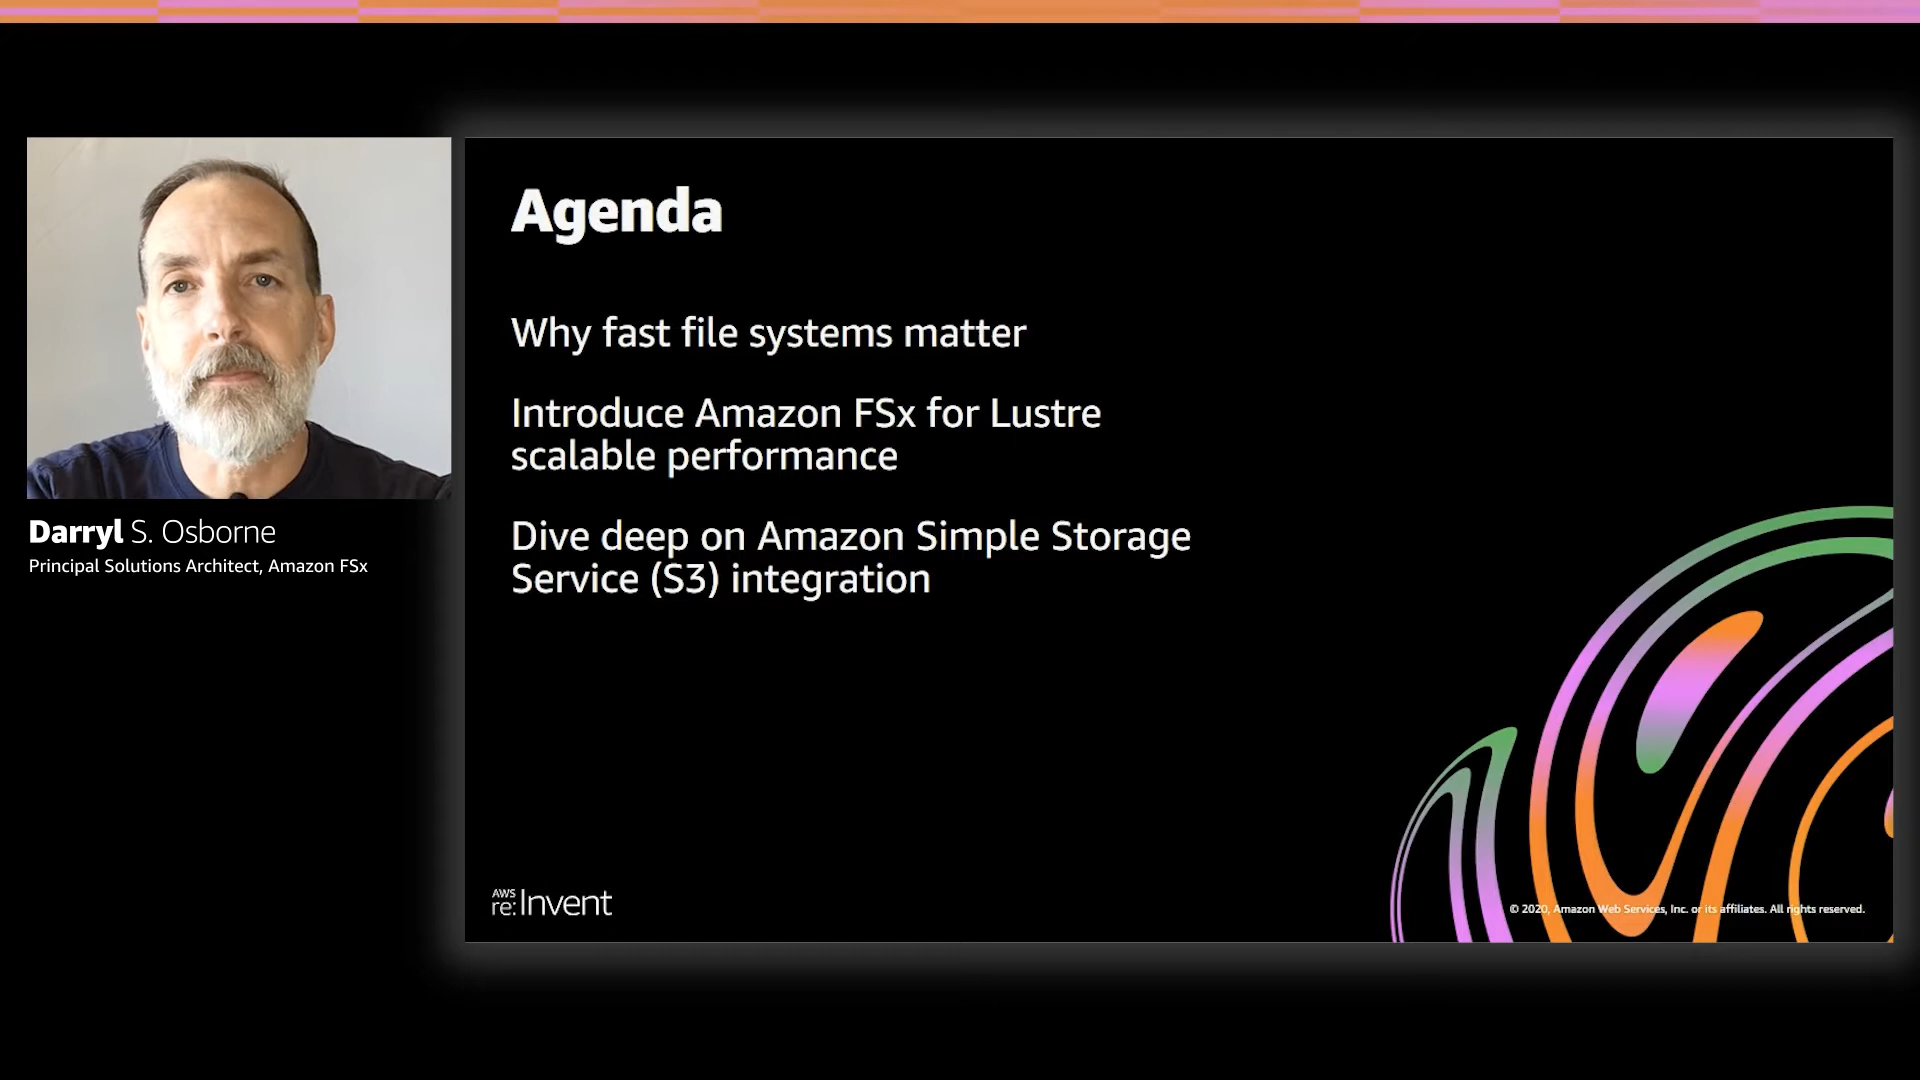 Darryl S. Osborne
Principal Solutions Architect, Amazon FSx
Agenda
Why fast file systems matter
Introduce Amazon FSx for Lustre
scalable performance
Dive deep on Amazon Simple Storage
Service (S3) integration
AWS
re:Invent
© 2020, Amazon Web Services, Inc. or its affiliates. All rights reserved.